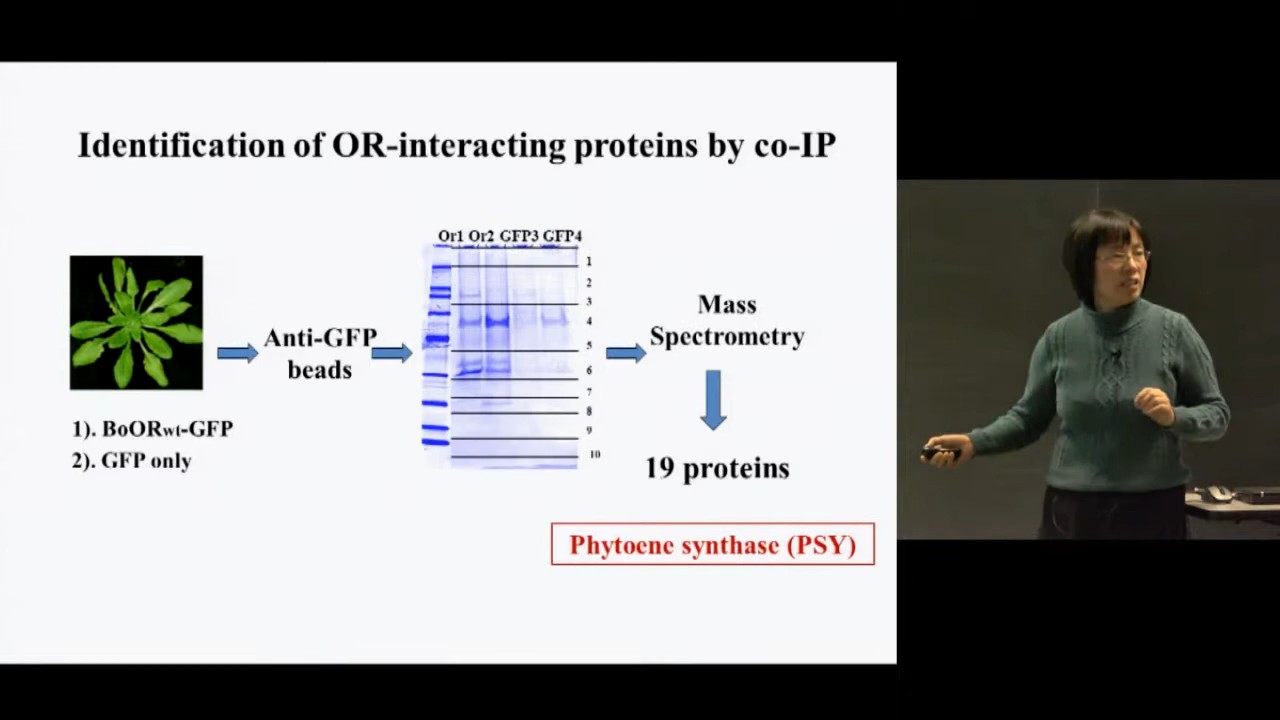 Identification of OR-interacting proteins by co-IP
Or1 Or2 GFP3 GFP4
1
2
3
4
5
6
7
8
9
10
Anti-GFP
beads
Mass
Spectrometry
1). BoORwt-GFP
2). GFP only
19 proteins
Phytoene synthase (PSY)